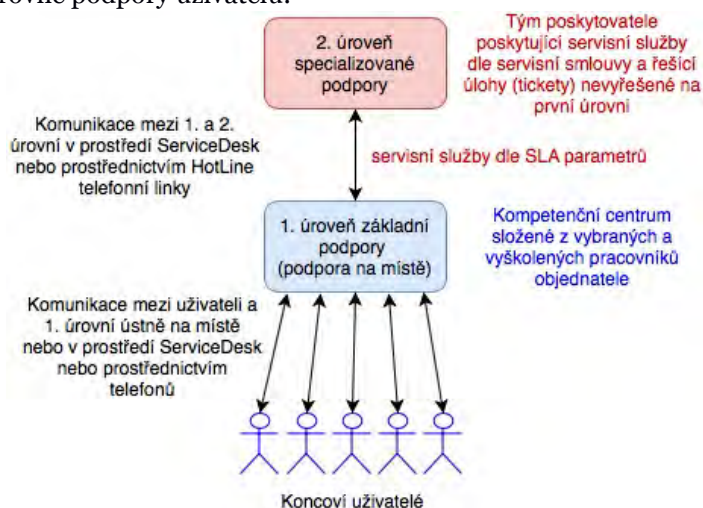 rovně podpory uživatelů.
2. úroveň
specializované
podpory
Tým poskytovatele
poskytující servisní služby
dle servisní smlouvy a řešící
úlohy (tickety) nevyřešené na
první úrovni
Komunikace mezi 1. a 2.
úrovní v prostředí ServiceDesk
nebo prostřednictvím HotLine
telefonní linky
servisní služby dle SLA parametrů
1. úroveň základní
podpory
(podpora na místě)
Kompetenční centrum
složené z vybraných a
vyškolených pracovníků
objednatele
Komunikace mezi uživateli a
1. úrovní ústně na místě
nebo v prostředí ServiceDesk
nebo prostřednictvím
telefonů
Koncoví uživatelé